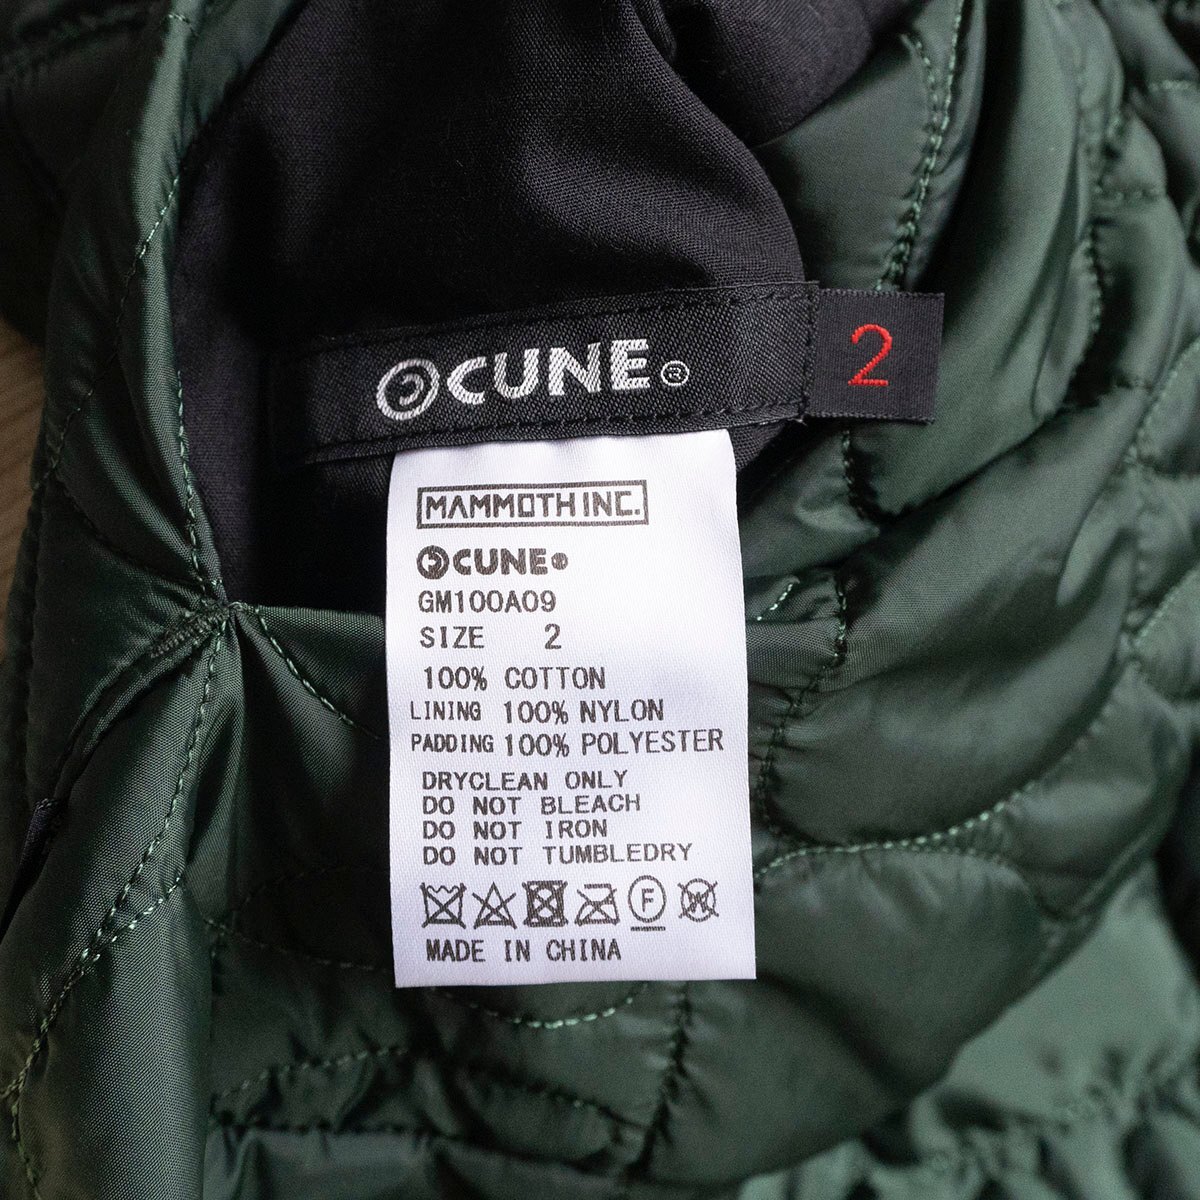 CUNE®
2
MAMMOTH INC.
CUNE®
GM100A09
SIZE 2
100% COTTON
LINING 100% NYLON
PADDING 100% POLYESTER
DRYCLEAN ONLY
DO NOT BLEACH
DO NOT IRON
DO NOT TUMBLEDRY
F W
MADE IN CHINA